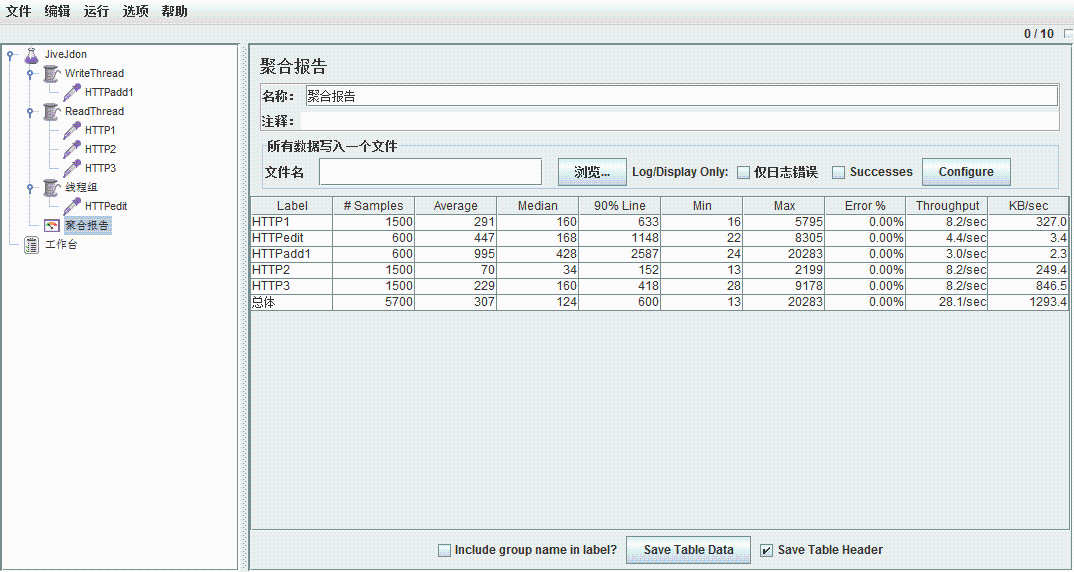 文件 编辑 运行 选项 帮助
0 / 10
JiveJdon
WriteThread
HTTPadd1
ReadThread
HTTP1
HTTP2
HTTP3
线程组
HTTPedit
聚合报告
工作台
聚合报告
名称： 聚合报告
注释：
所有数据写入一个文件
文件名 浏览... Log/Display Only: 仅日志错误 Successes Configure
Label # Samples Average Median 90% Line Min Max Error % Throughput KB/sec
HTTP1 1500 291 160 633 16 5795 0.00% 8.2/sec 327.0
HTTPedit 600 447 168 1148 22 8305 0.00% 4.4/sec 3.4
HTTPadd1 600 995 428 2587 24 20283 0.00% 3.0/sec 2.3
HTTP2 1500 70 34 152 13 2199 0.00% 8.2/sec 249.4
HTTP3 1500 229 160 418 28 9178 0.00% 8.2/sec 846.5
总体 5700 307 124 600 13 20283 0.00% 28.1/sec 1293.4
Include group name in label? Save Table Data Save Table Header